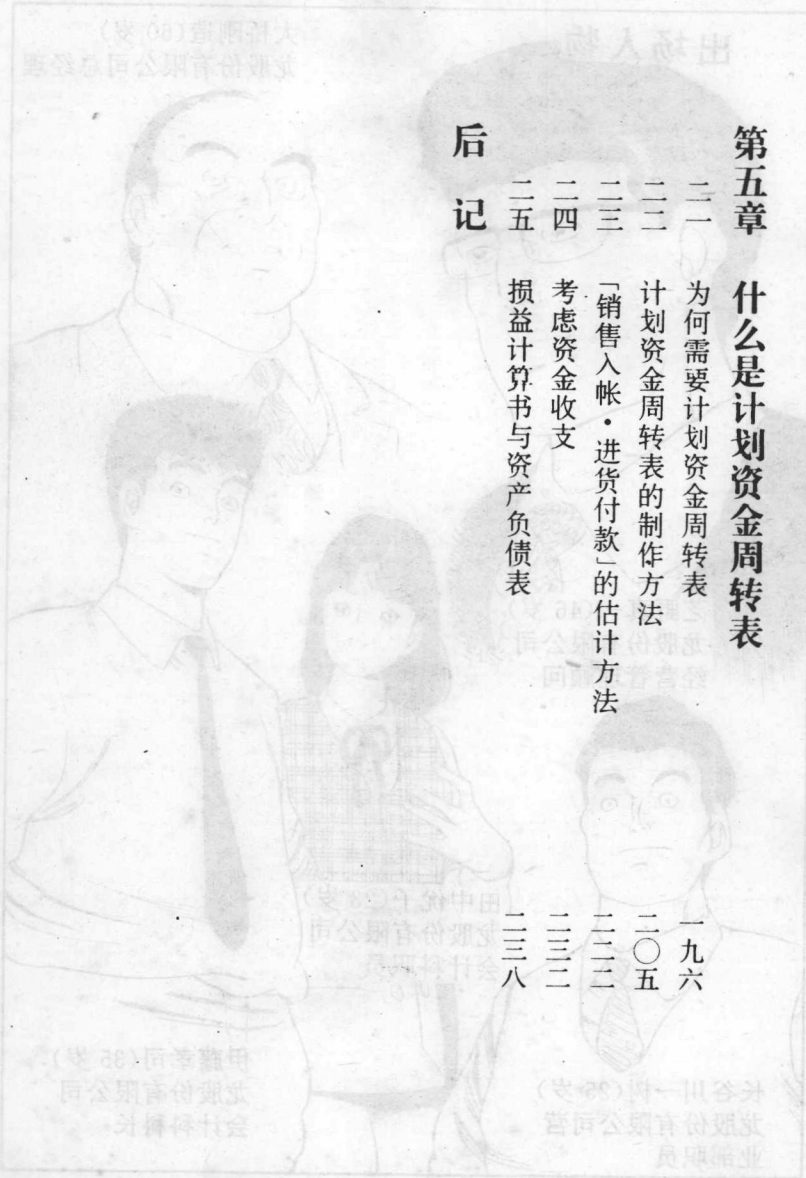 第五章 什么是计划资金周转表
二一 为何需要计划资金周转表 一九六
二二 计划资金周转表的制作方法 二〇五
二三 「销售入帐·进货付款」的估计方法 二二二
二四 考虑资金收支 二三二
二五 损益计算书与资产负债表 二三八
后记